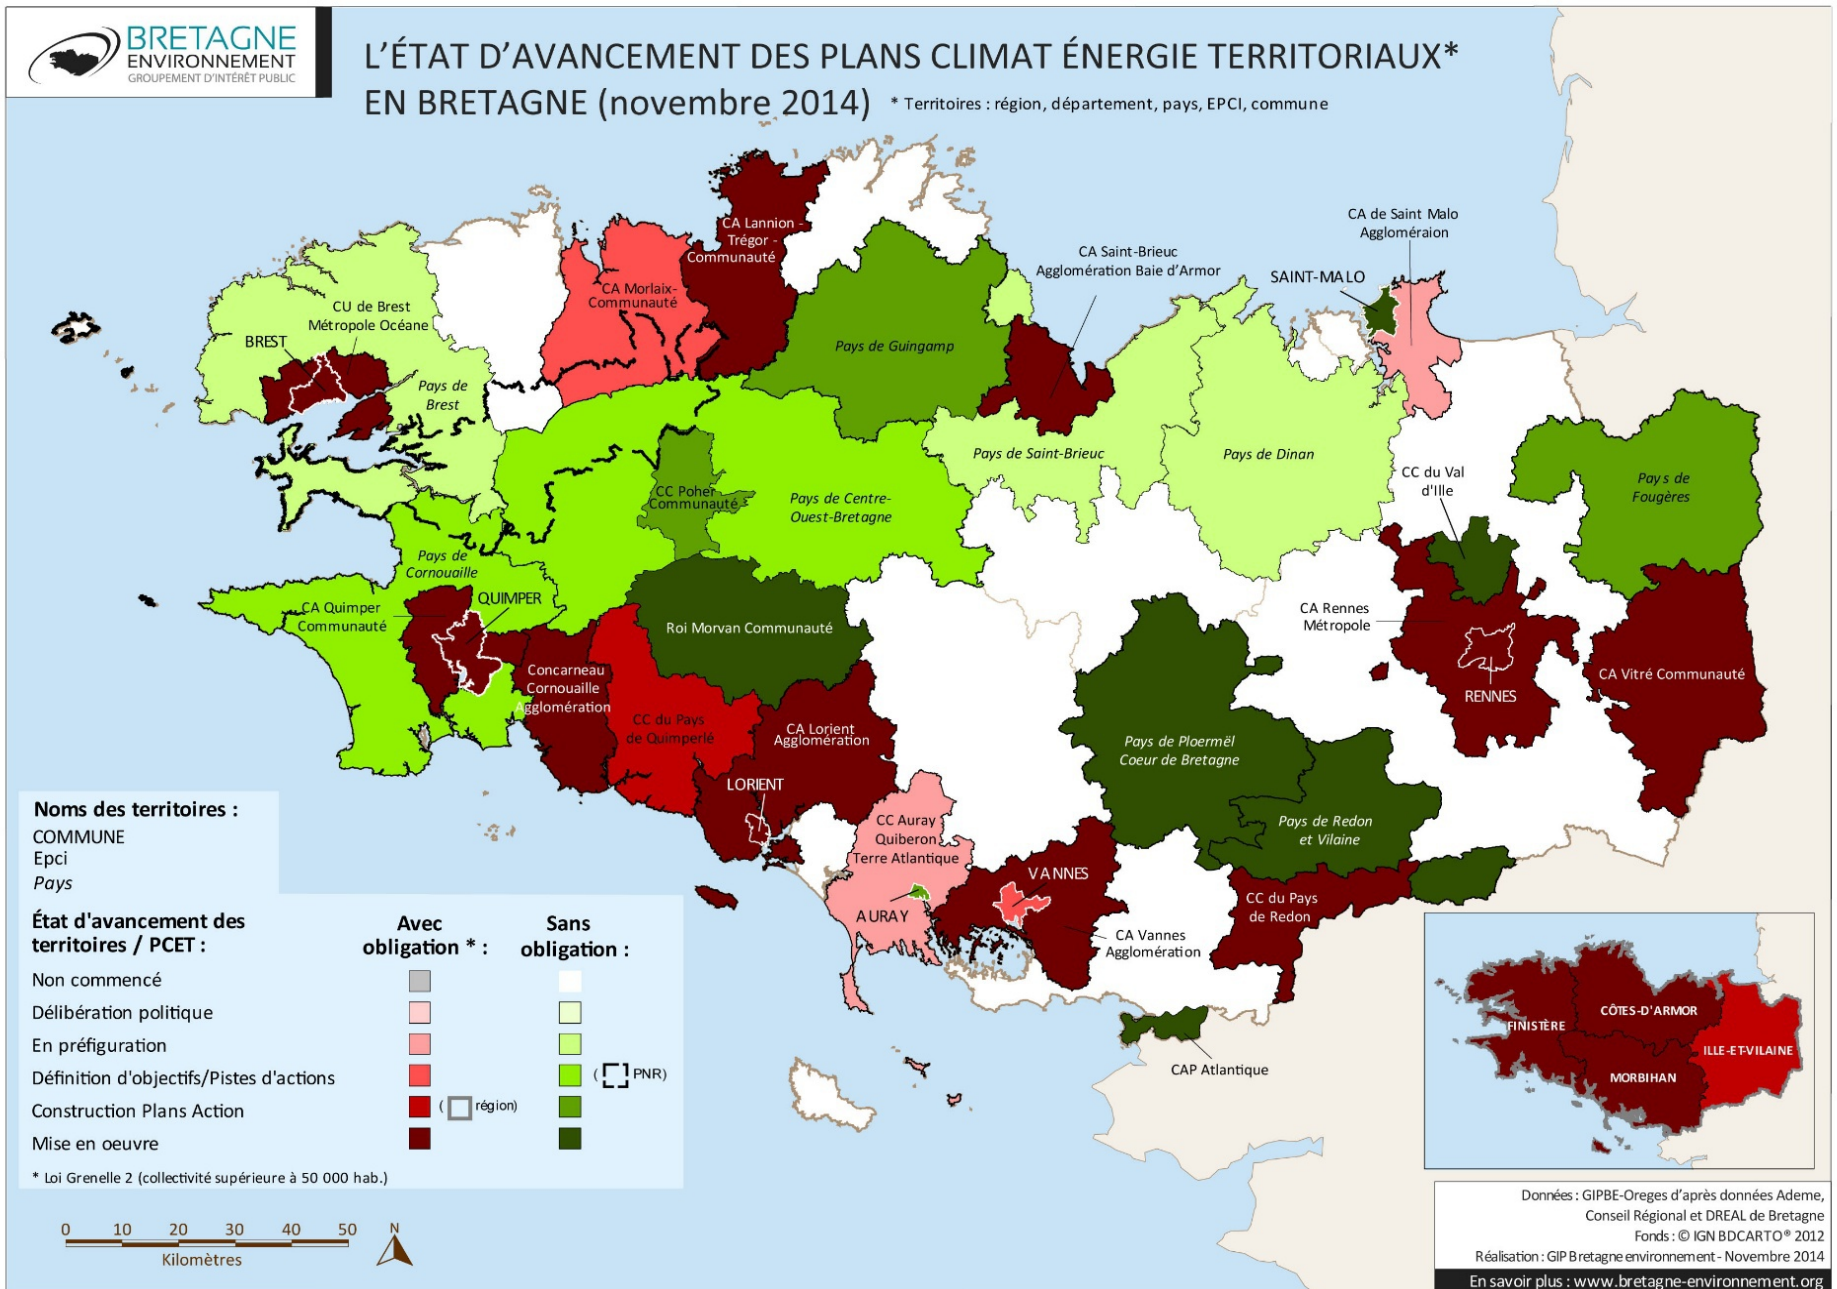 BRETAGNE
ENVIRONNEMENT
GROUPEMENT D'INTÉRÊT PUBLIC
L'ÉTAT D'AVANCEMENT DES PLANS CLIMAT ÉNERGIE TERRITORIAUX*
EN BRETAGNE (novembre 2014) * Territoires : région, département, pays, EPCI, commune
CA Lannion -
Trégor -
Communauté
CA de Saint Malo
Aggloméraion
CA Saint-Brieuc
Agglomération Baie d'Armor
SAINT-MALO
CA Morlaix-
Communauté
CU de Brest
Métropole Océane
BREST
Pays de
Brest
Pays de Guingamp
Pays de Saint-Brieuc
Pays de Dinan
CC du Val
d'Ille
Pays de
Fougères
CC Poher
Communauté
Pays de Centre-
Ouest-Bretagne
Pays de
Cornouaille
CA Quimper
Communauté
QUIMPER
Roi Morvan Communauté
CA Rennes
Métropole
RENNES
CA Vitré Communauté
Concarneau
Cornouaille
Agglomération
CC du Pays
de Quimperlé
CA Lorient
Agglomération
LORIENT
Pays de Ploermël
Coeur de Bretagne
Pays de Redon
et Vilaine
CC Auray
Quiberon
Terre Atlantique
AURAY
VANNES
CA Vannes
Agglomération
CC du Pays
de Redon
CAP Atlantique
Noms des territoires :
COMMUNE
Epci
Pays
État d'avancement des
territoires / PCET :
Avec
obligation * :
Sans
obligation :
Non commencé
Délibération politique
En préfiguration
Définition d'objectifs/Pistes d'actions
( PNR)
Construction Plans Action
( région)
Mise en oeuvre
* Loi Grenelle 2 (collectivité supérieure à 50 000 hab.)
0 10 20 30 40 50
Kilomètres
N
FINISTÈRE
CÔTES-D'ARMOR
ILLE-ET-VILAINE
MORBIHAN
Données : GIPBE-Oreges d'après données Ademe,
Conseil Régional et DREAL de Bretagne
Fonds : © IGN BDCARTO® 2012
Réalisation : GIP Bretagne environnement - Novembre 2014
En savoir plus : www.bretagne-environnement.org